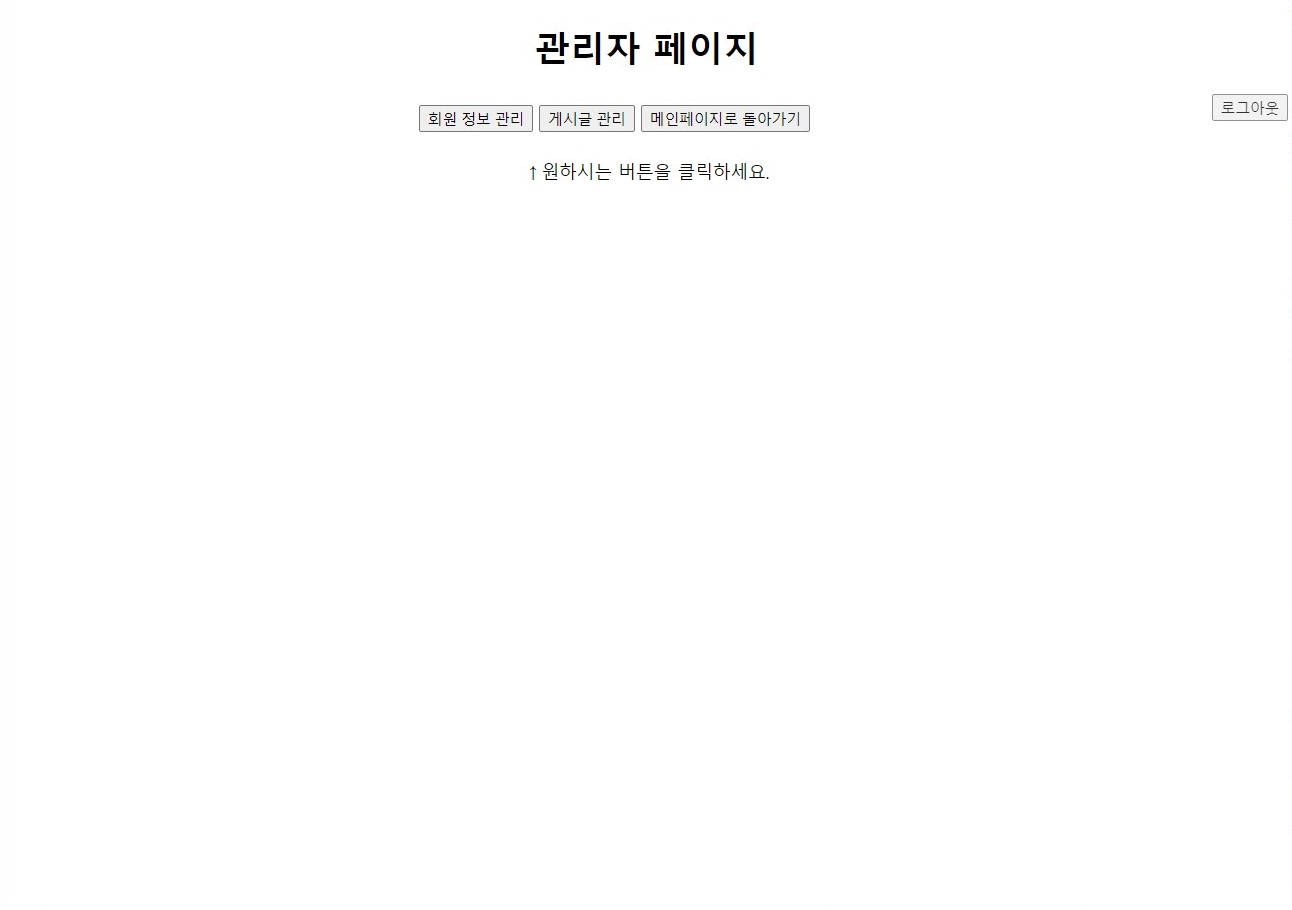 관리자 페이지
로그아웃
회원 정보 관리 게시글 관리 메인페이지로 돌아가기
↑ 원하시는 버튼을 클릭하세요.